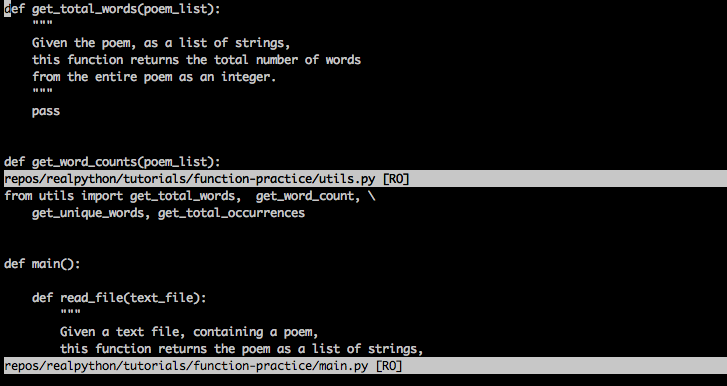 def get_total_words(poem_list):
    """
    Given the poem, as a list of strings,
    this function returns the total number of words
    from the entire poem as an integer.
    """
    pass
def get_word_counts(poem_list):
repos/realpython/tutorials/function-practice/utils.py [RO]
from utils import get_total_words,  get_word_count, \
    get_unique_words, get_total_occurrences
def main():
    def read_file(text_file):
        """
        Given a text file, containing a poem,
        this function returns the poem as a list of strings,
repos/realpython/tutorials/function-practice/main.py [RO]